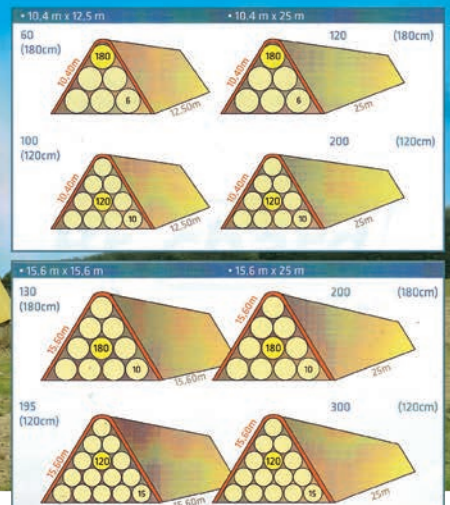 • 10.4 m x 12.5 m • 10.4 m x 25 m
60 120 (180cm)
(180cm)
180 180
10,40m 10,40m
6 6
12,50m 25m
100 200 (120cm)
(120cm)
10,40m 10,40m
120 120
10 10
12,50m 25m
• 15.6 m x 15,6 m • 15.6 m x 25 m
130 200 (180cm)
(180cm)
15,60m 15,60m
180 180
10 10
15,60m 25m
195 300 (120cm)
(120cm)
15,60m 15,60m
120 120
15 15
15,60m 25m